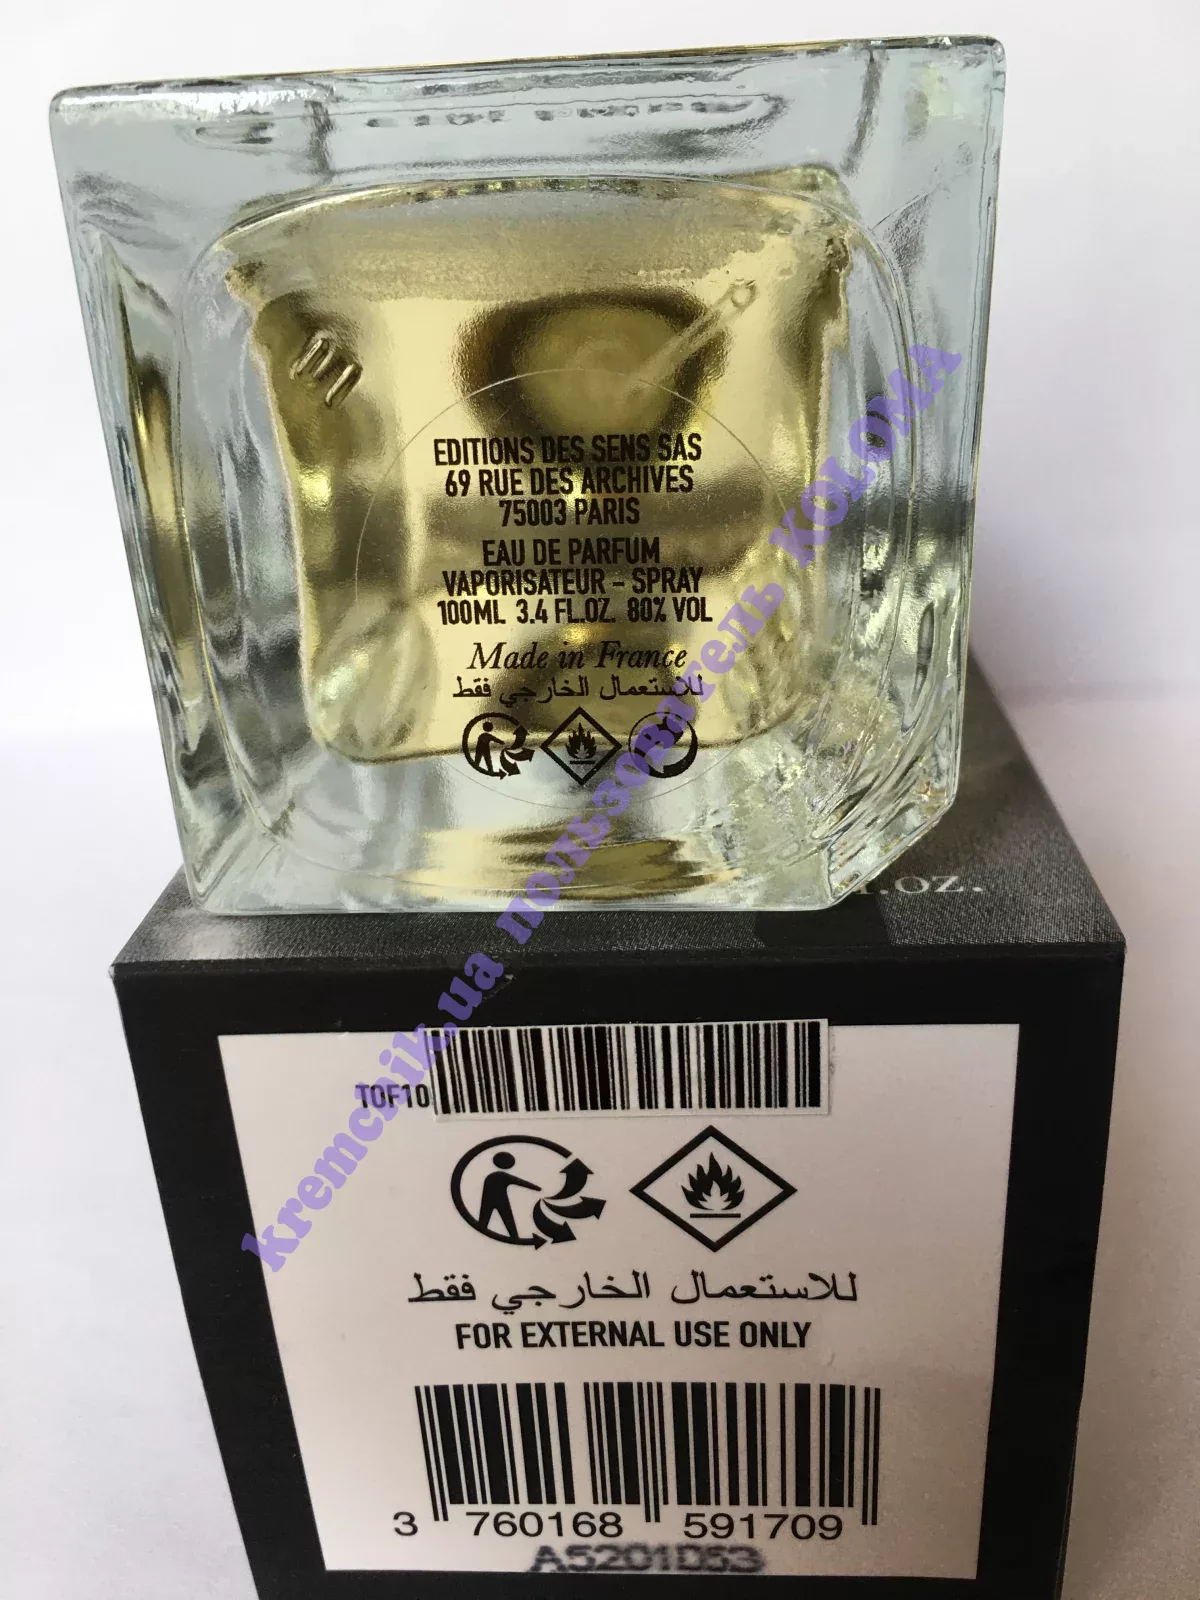 EDITIONS DES SENS SAS
69 RUE DES ARCHIVES
75003 PARIS
EAU DE PARFUM
VAPORISATEUR - SPRAY
100ML 3.4 FL.OZ. 80% VOL
Made in France
للاستعمال الخارجي فقط
.OZ.
TOF10
للاستعمال الخارجي فقط
FOR EXTERNAL USE ONLY
3 760168 591709
A5201D53
kremchik.ua пользователь KOLOMA